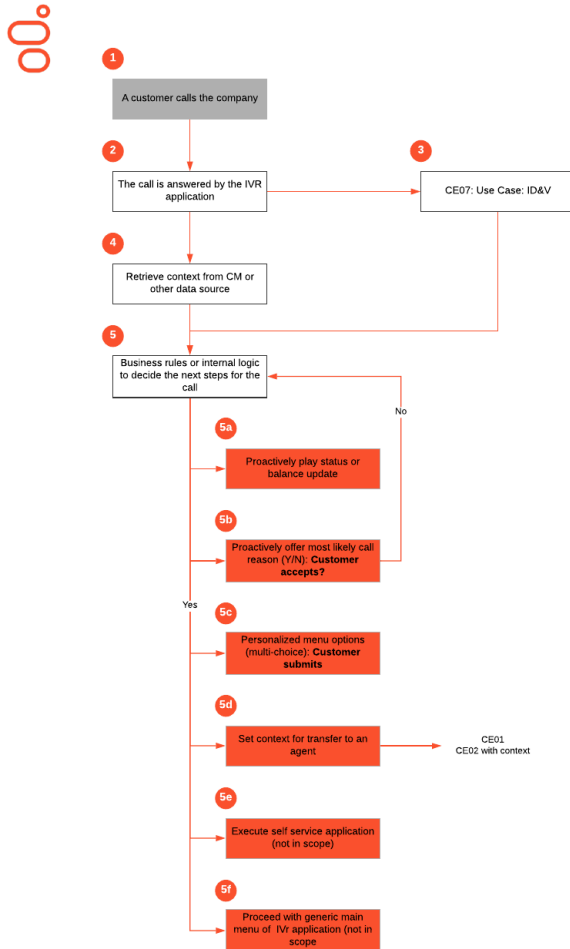 1
A customer calls the company
2
3
The call is answered by the IVR
application
CE07: Use Case: ID&V
4
Retrieve context from CM or
other data source
5
Business rules or internal logic
to decide the next steps for the
call
No
5a
Proactively play status or
balance update
5b
Proactively offer most likely call
reason (Y/N): Customer
accepts?
Yes
5c
Personalized menu options
(multi-choice): Customer
submits
5d
Set context for transfer to an
agent
CE01
CE02 with context
5e
Execute self service application
(not in scope)
5f
Proceed with generic main
menu of IVr application (not in
scope